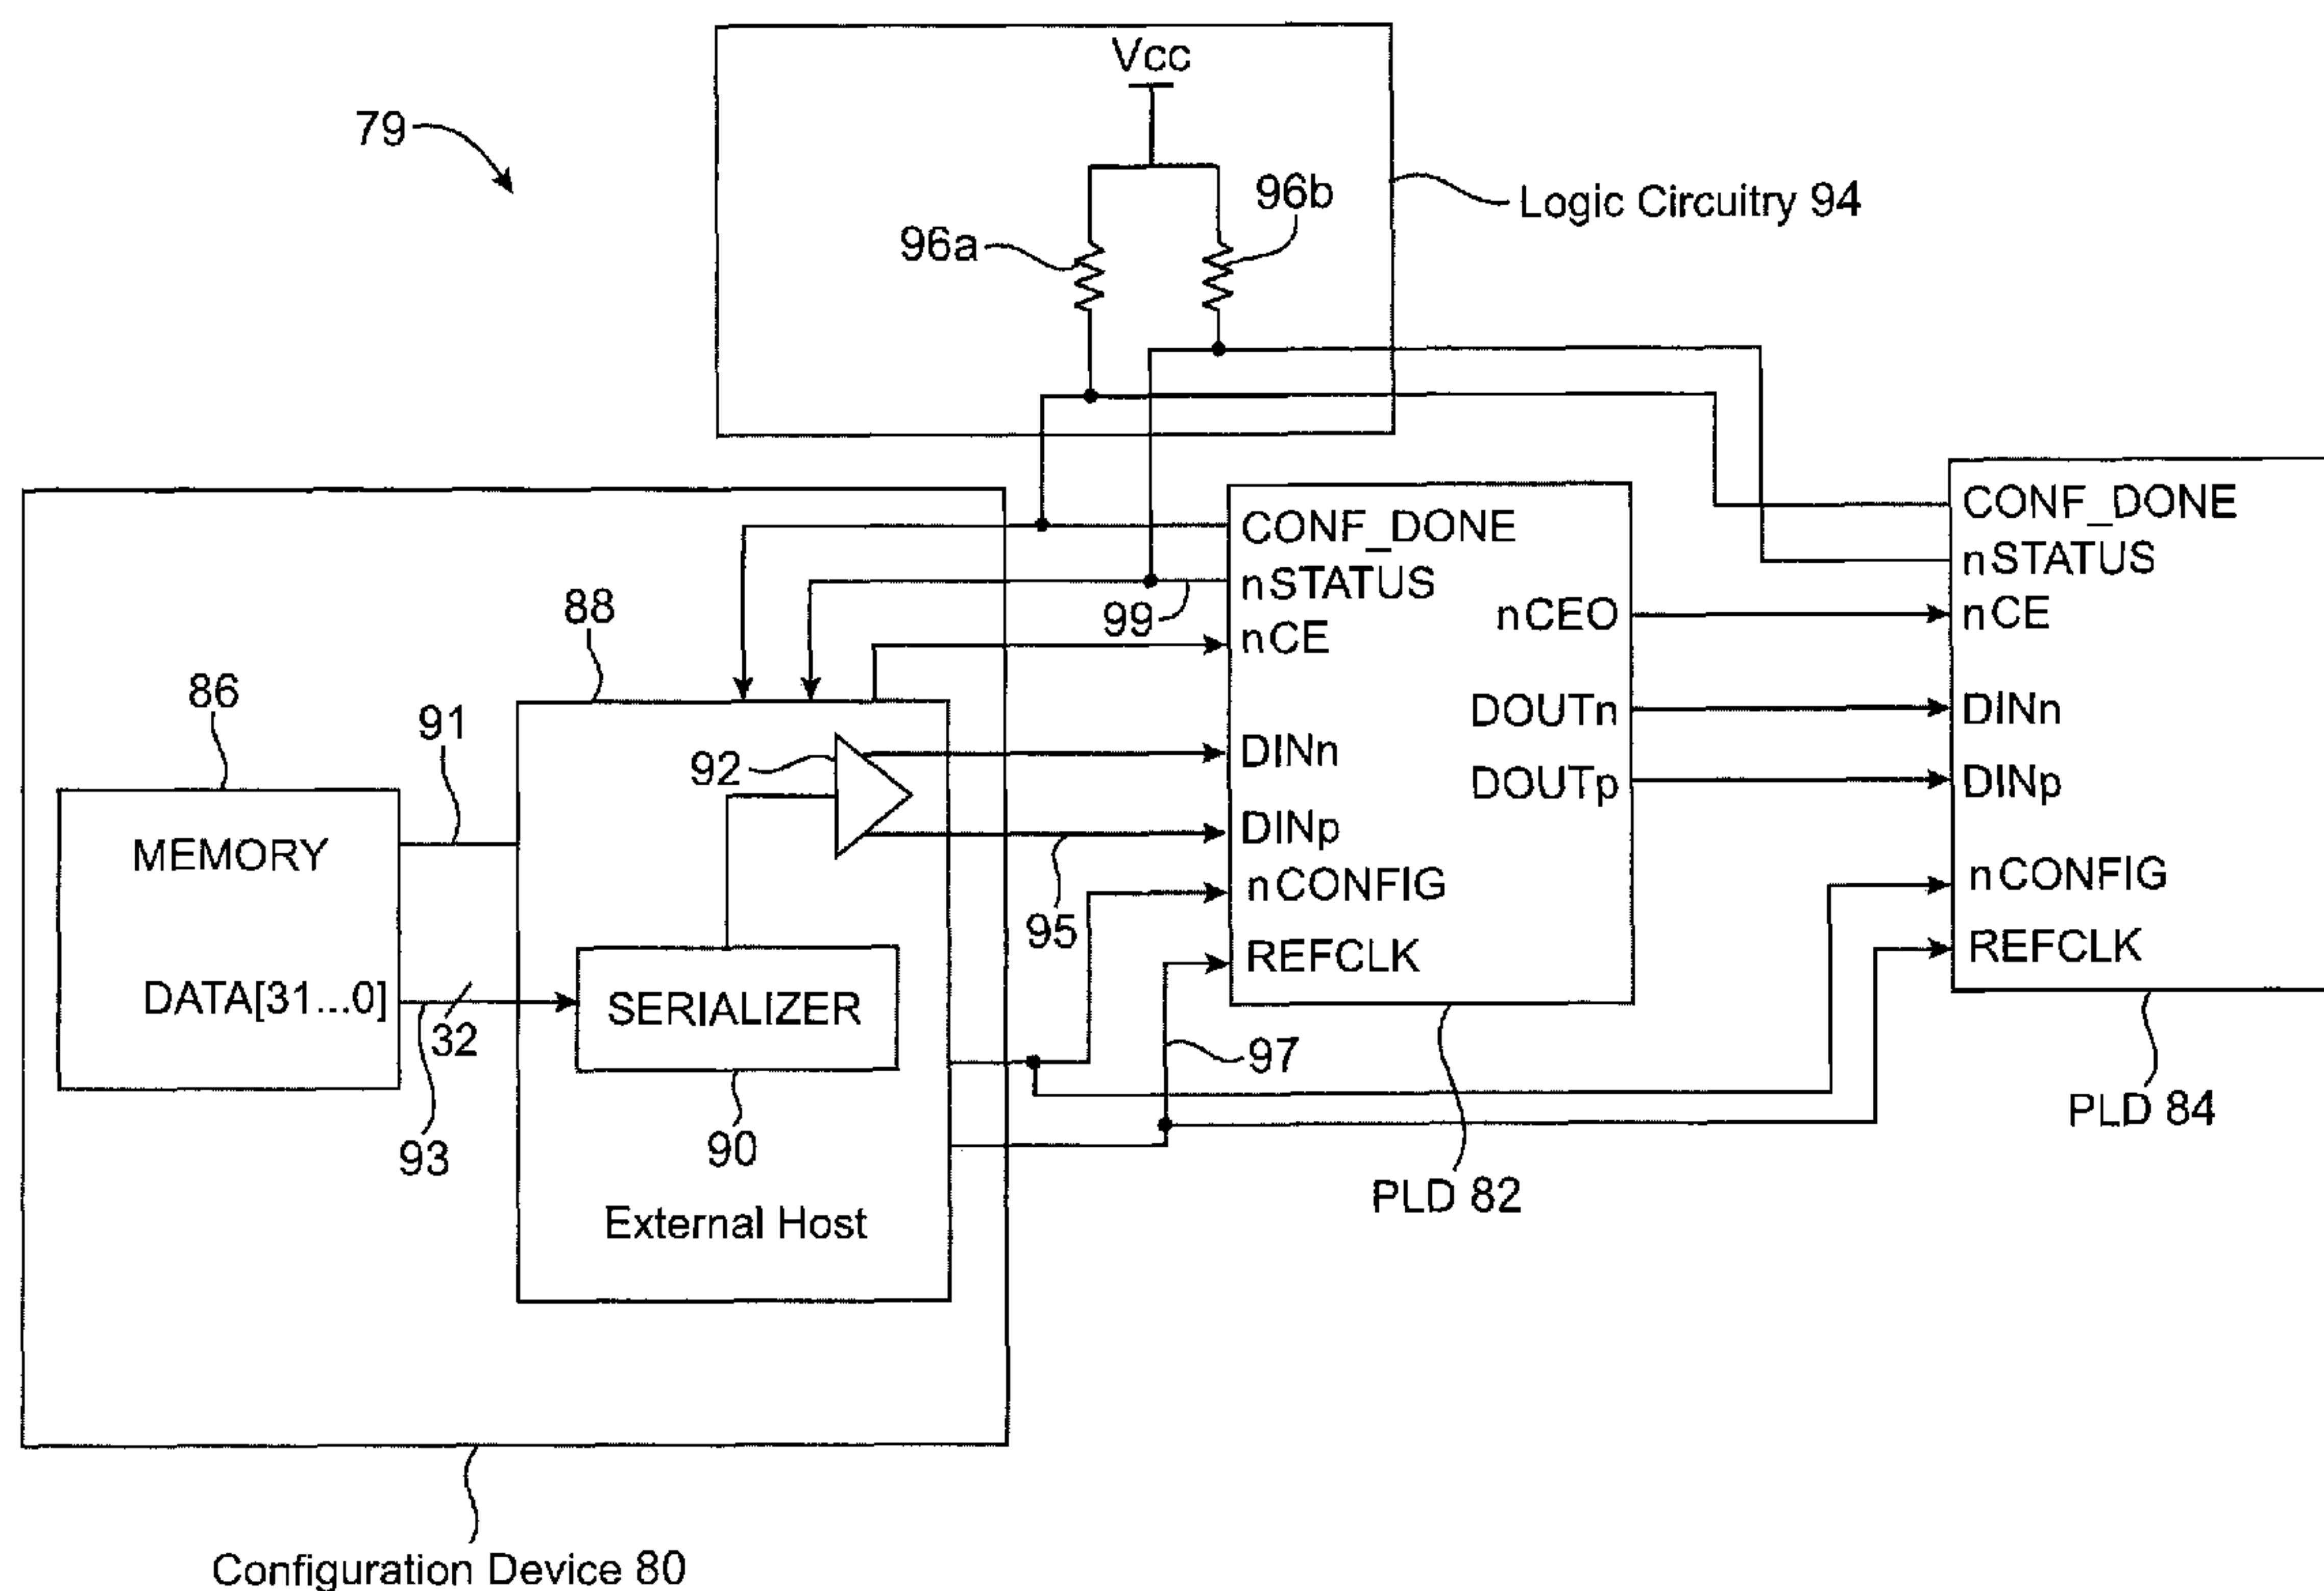 Vcc
79
96b
Logic Circuitry 94
96a
CONF_DONE
nSTATUS
99
nCE
nCEO
DINn
DOUTn
DINp
DOUTp
nCONFIG
REFCLK
PLD 82
CONF_DONE
nSTATUS
nCE
DINn
DINp
nCONFIG
REFCLK
PLD 84
88
86
91
92
MEMORY
DATA[31...0]
95
SERIALIZER
32
97
93
90
External Host
Configuration Device 80